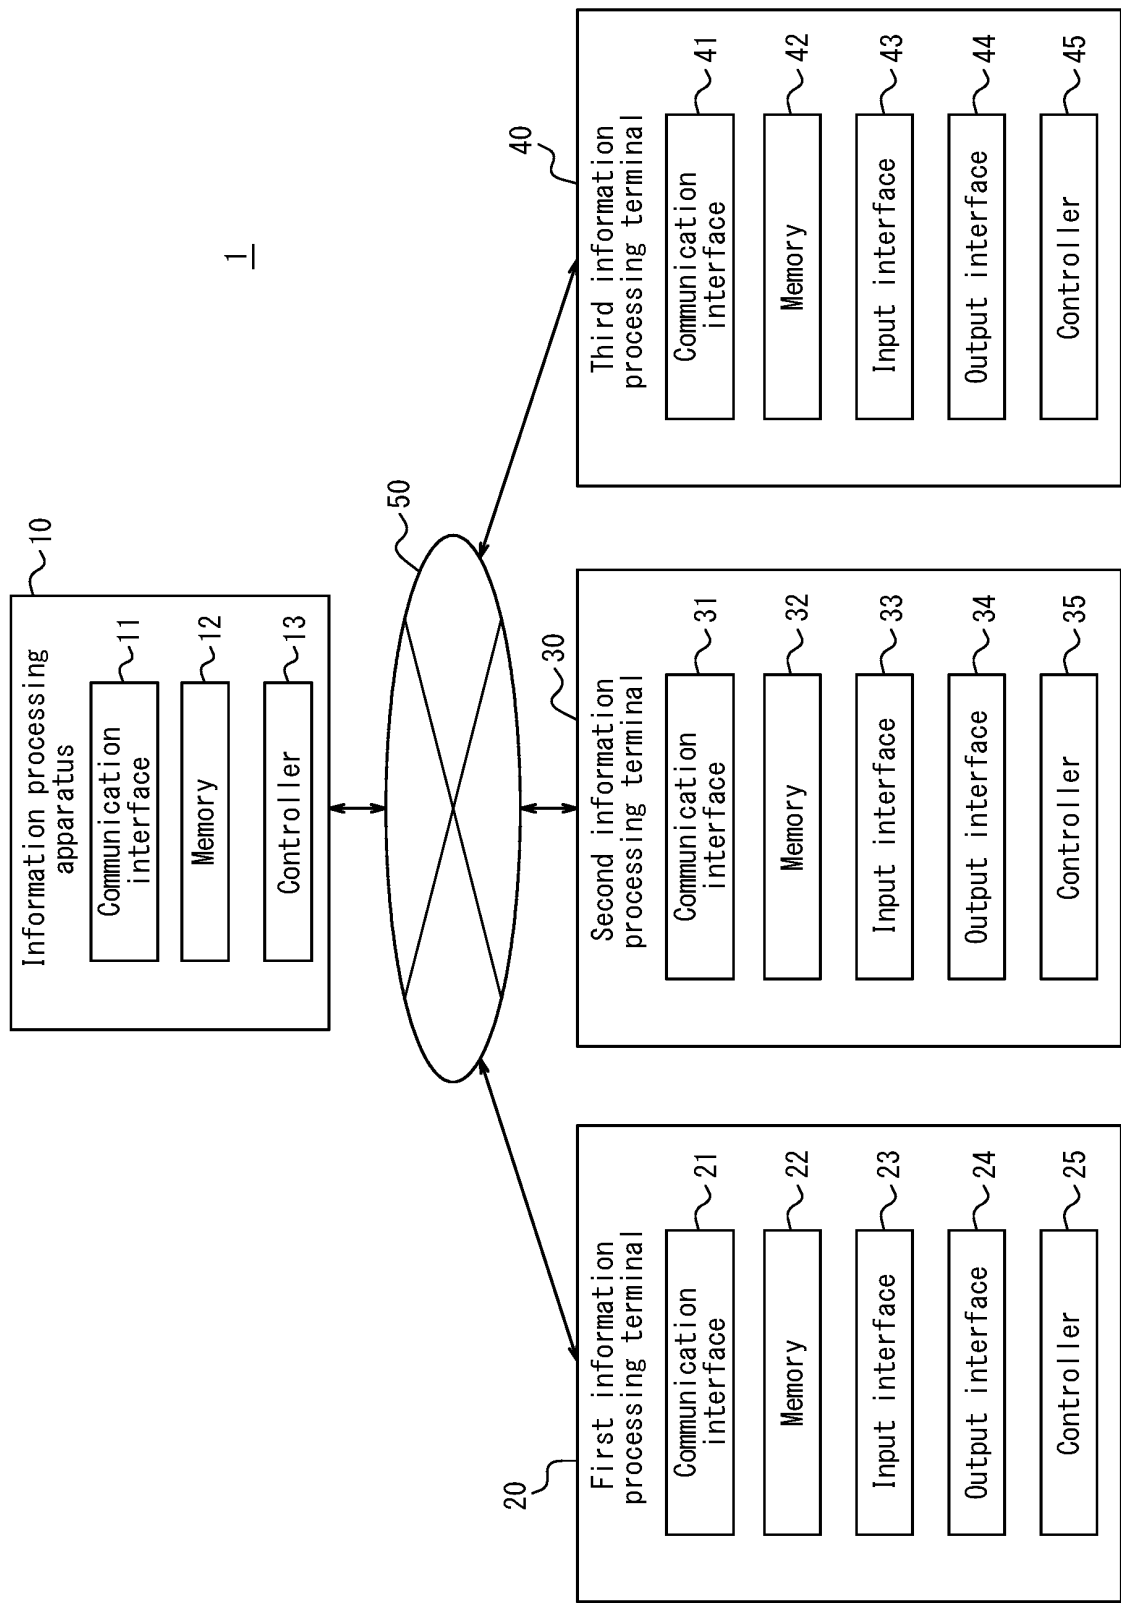 1
10
Information processing
apparatus
Communication
interface
11
Memory
12
Controller
13
50
20
First information
processing terminal
Communication
interface
21
Memory
22
Input interface
23
Output interface
24
Controller
25
30
Second information
processing terminal
Communication
interface
31
Memory
32
Input interface
33
Output interface
34
Controller
35
40
Third information
processing terminal
Communication
interface
41
Memory
42
Input interface
43
Output interface
44
Controller
45